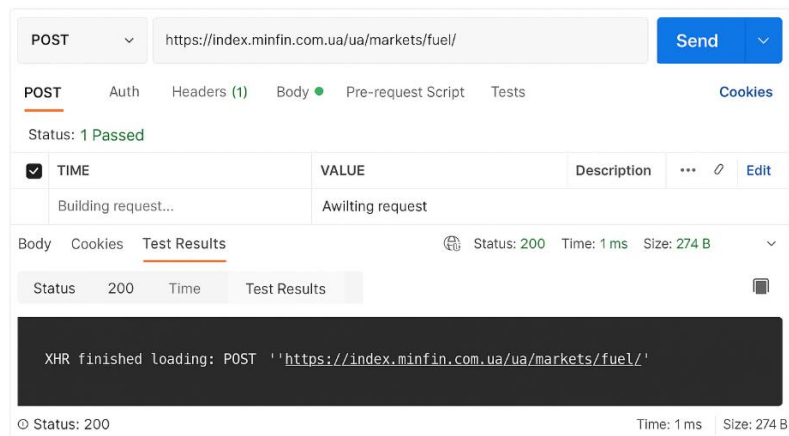 POST https://index.minfin.com.ua/ua/markets/fuel/ Send
POST Auth Headers (1) Body Pre-request Script Tests Cookies
Status: 1 Passed
TIME VALUE Description ••• Edit
Building request... Awilting request
Body Cookies Test Results Status: 200 Time: 1 ms Size: 274 B
Status 200 Time Test Results
XHR finished loading: POST ''https://index.minfin.com.ua/ua/markets/fuel/'
Status: 200 Time: 1 ms Size: 274 B